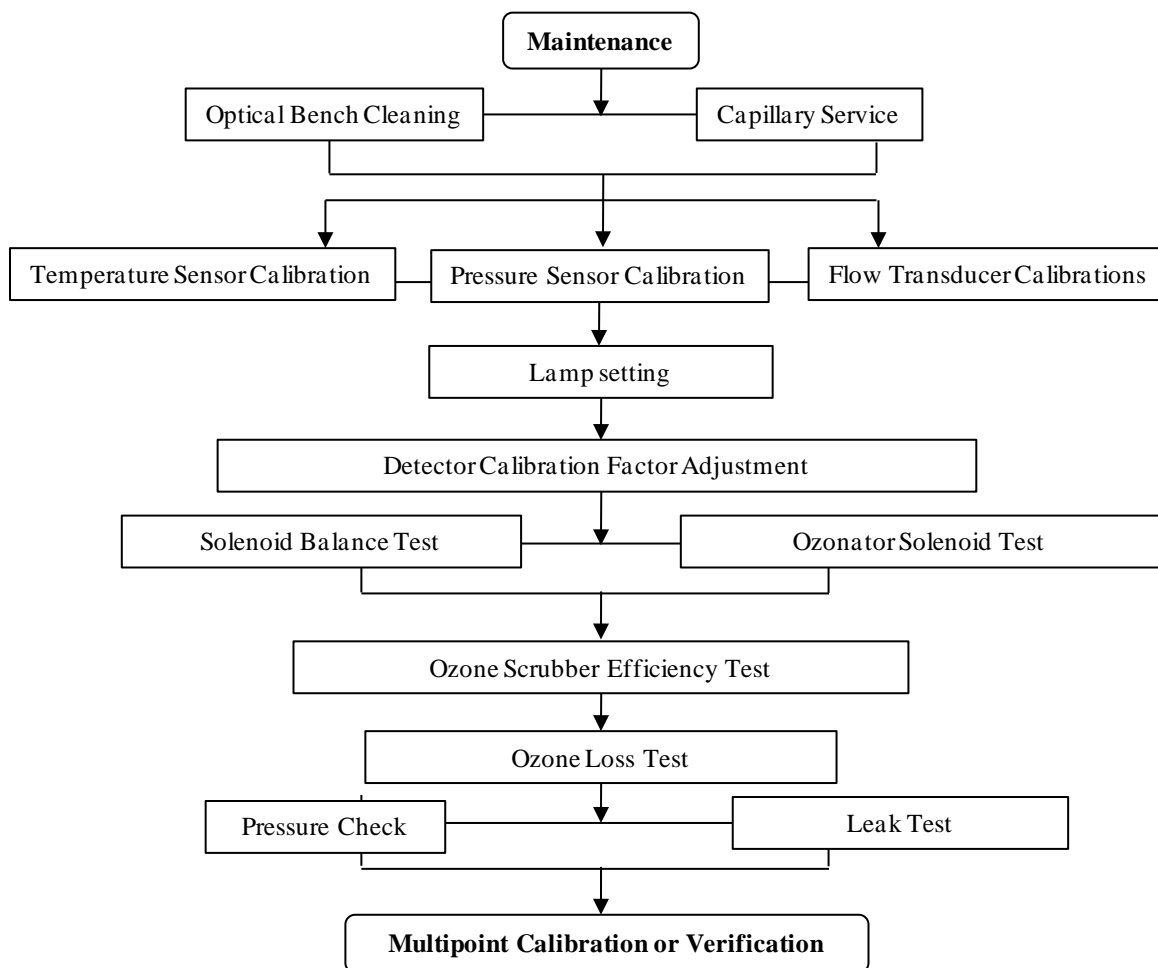 Maintenance
Optical Bench Cleaning
Capillary Service
Temperature Sensor Calibration
Pressure Sensor Calibration
Flow Transducer Calibrations
Lamp setting
Detector Calibration Factor Adjustment
Solenoid Balance Test
Ozonator Solenoid Test
Ozone Scrubber Efficiency Test
Ozone Loss Test
Pressure Check
Leak Test
Multipoint Calibration or Verification